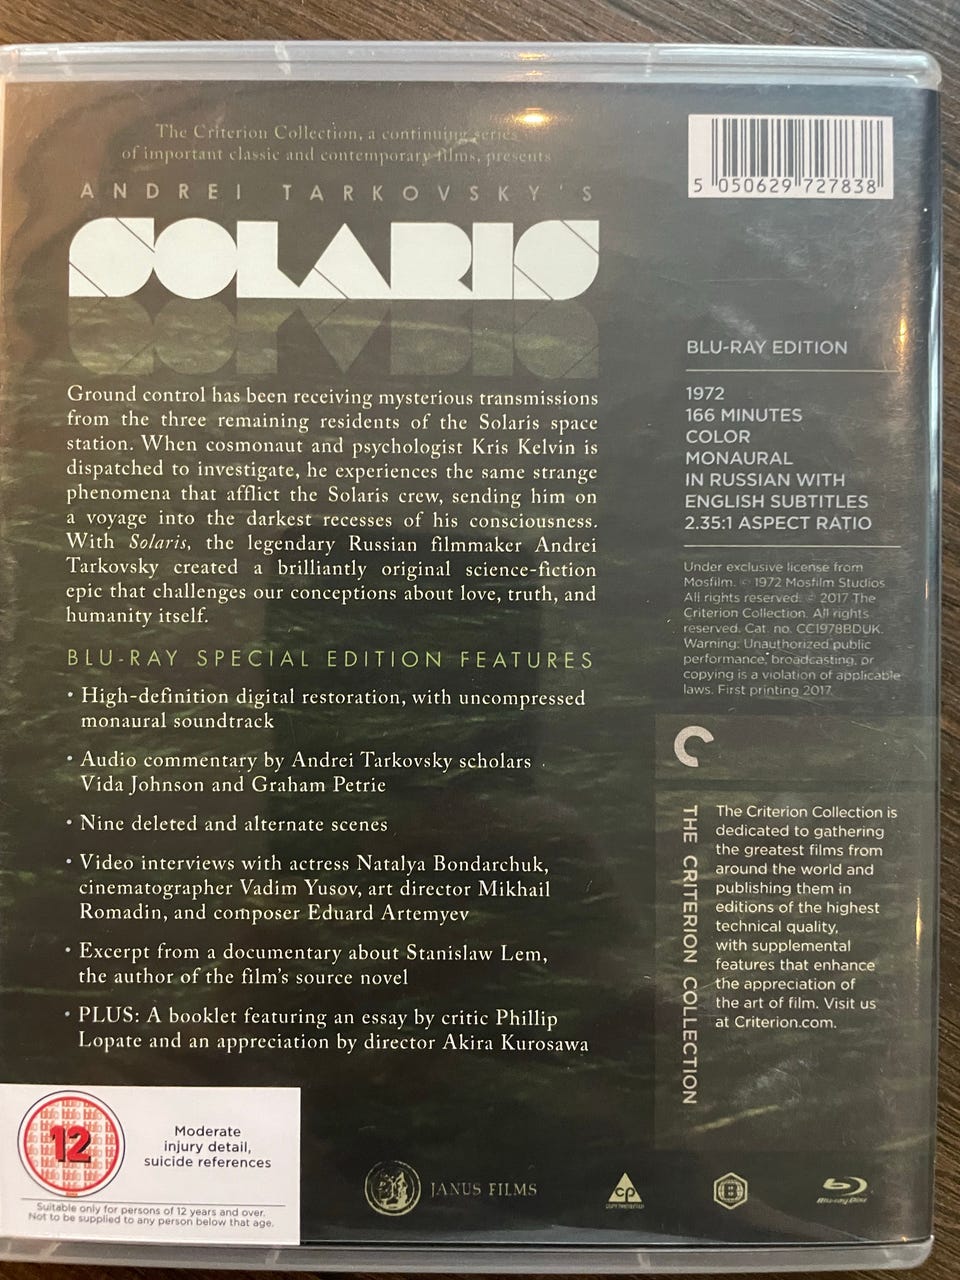 The Criterion Collection, a continuing series
of important classic and contemporary films, presents
ANDREI TARKOVSKY'S
SOLARIS
Ground control has been receiving mysterious transmissions
from the three remaining residents of the Solaris space
station. When cosmonaut and psychologist Kris Kelvin is
dispatched to investigate, he experiences the same strange
phenomena that afflict the Solaris crew, sending him on
a voyage into the darkest recesses of his consciousness.
With Solaris, the legendary Russian filmmaker Andrei
Tarkovsky created a brilliantly original science-fiction
epic that challenges our conceptions about love, truth, and
humanity itself.
BLU-RAY SPECIAL EDITION FEATURES
• High-definition digital restoration, with uncompressed
monaural soundtrack
• Audio commentary by Andrei Tarkovsky scholars
Vida Johnson and Graham Petrie
• Nine deleted and alternate scenes
• Video interviews with actress Natalya Bondarchuk,
cinematographer Vadim Yusov, art director Mikhail
Romadin, and composer Eduard Artemyev
• Excerpt from a documentary about Stanislaw Lem,
the author of the film's source novel
• PLUS: A booklet featuring an essay by critic Phillip
Lopate and an appreciation by director Akira Kurosawa
5 050629 727838
BLU-RAY EDITION
1972
166 MINUTES
COLOR
MONAURAL
IN RUSSIAN WITH
ENGLISH SUBTITLES
2.35:1 ASPECT RATIO
Under exclusive license from
Mosfilm. © 1972 Mosfilm Studios.
All rights reserved. © 2017 The
Criterion Collection. All rights
reserved. Cat. no. CC1978BDUK.
Warning: Unauthorized public
performance, broadcasting, or
copying is a violation of applicable
laws. First printing 2017.
THE CRITERION COLLECTION
The Criterion Collection is
dedicated to gathering
the greatest films from
around the world and
publishing them in
editions of the highest
technical quality,
with supplemental
features that enhance
the appreciation of
the art of film. Visit us
at Criterion.com.
12
Moderate
injury detail,
suicide references
Suitable only for persons of 12 years and over.
Not to be supplied to any person below that age.
JANUS FILMS
cp
Blu-ray Disc